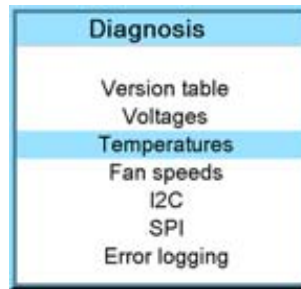 Diagnosis
Version table
Voltages
Temperatures
Fan speeds
I2C
SPI
Error logging